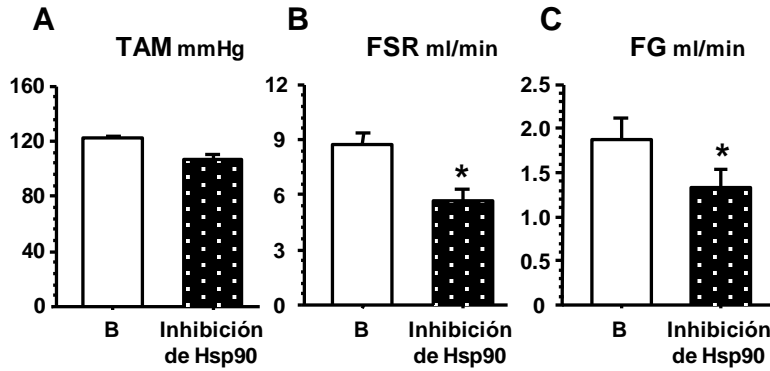 A
TAM mmHg
160
120
80
40
0
B
Inhibición
de Hsp90
B
FSR ml/min
12
9
6
3
0
*
B
Inhibición
de Hsp90
C
FG ml/min
2.5
2.0
1.5
1.0
0.5
0
*
B
Inhibición
de Hsp90